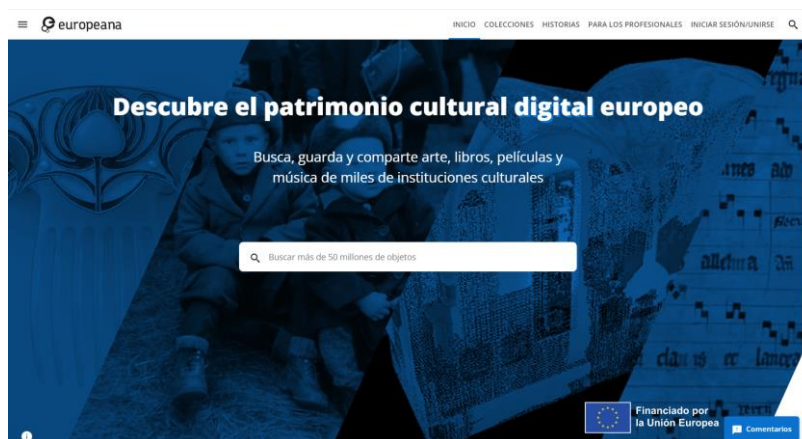 europeana
INICIO COLECCIONES HISTORIAS PARA LOS PROFESIONALES INICIAR SESIÓN/UNIRSE
Descubre el patrimonio cultural digital europeo
Busca, guarda y comparte arte, libros, películas y
música de miles de instituciones culturales
Buscar más de 50 millones de objetos
Financiado por
la Unión Europea
Comentarios